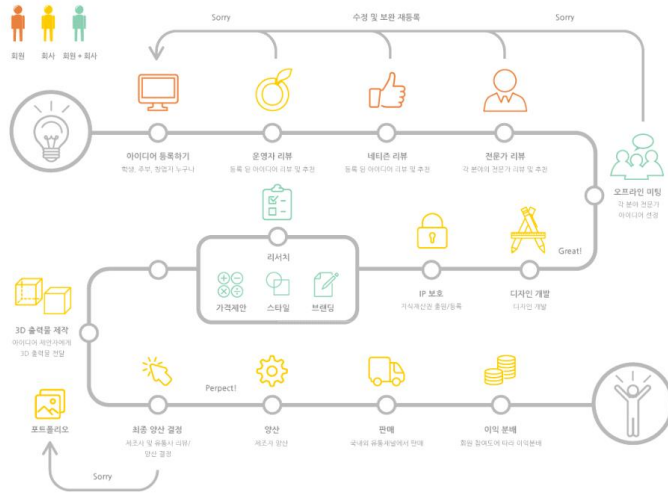 Sorry
수정 및 보완 재등록
Sorry
회원
회사
회원 + 회사
아이디어 등록하기
학생, 주부, 창업가 누구나
운영자 리뷰
등록 된 아이디어 리뷰 및 추천
네티즌 리뷰
등록 된 아이디어 리뷰 및 추천
전문가 리뷰
각 분야의 전문가 리뷰 및 추천
오프라인 미팅
각 분야 전문가
아이디어 선정
리서치
가격제안
스타일
브랜딩
IP 보호
지식재산권 출원/등록
디자인 개발
디자인 개발
Great!
3D 출력물 제작
아이디어 제안자에게
3D 출력물 전달
Perpect!
포트폴리오
최종 양산 결정
제조사 및 유통사 리뷰/
양산 결정
양산
제조사 양산
판매
국내외 유통채널에서 판매
이익 분배
회원 참여도에 따라 이익분배
Sorry